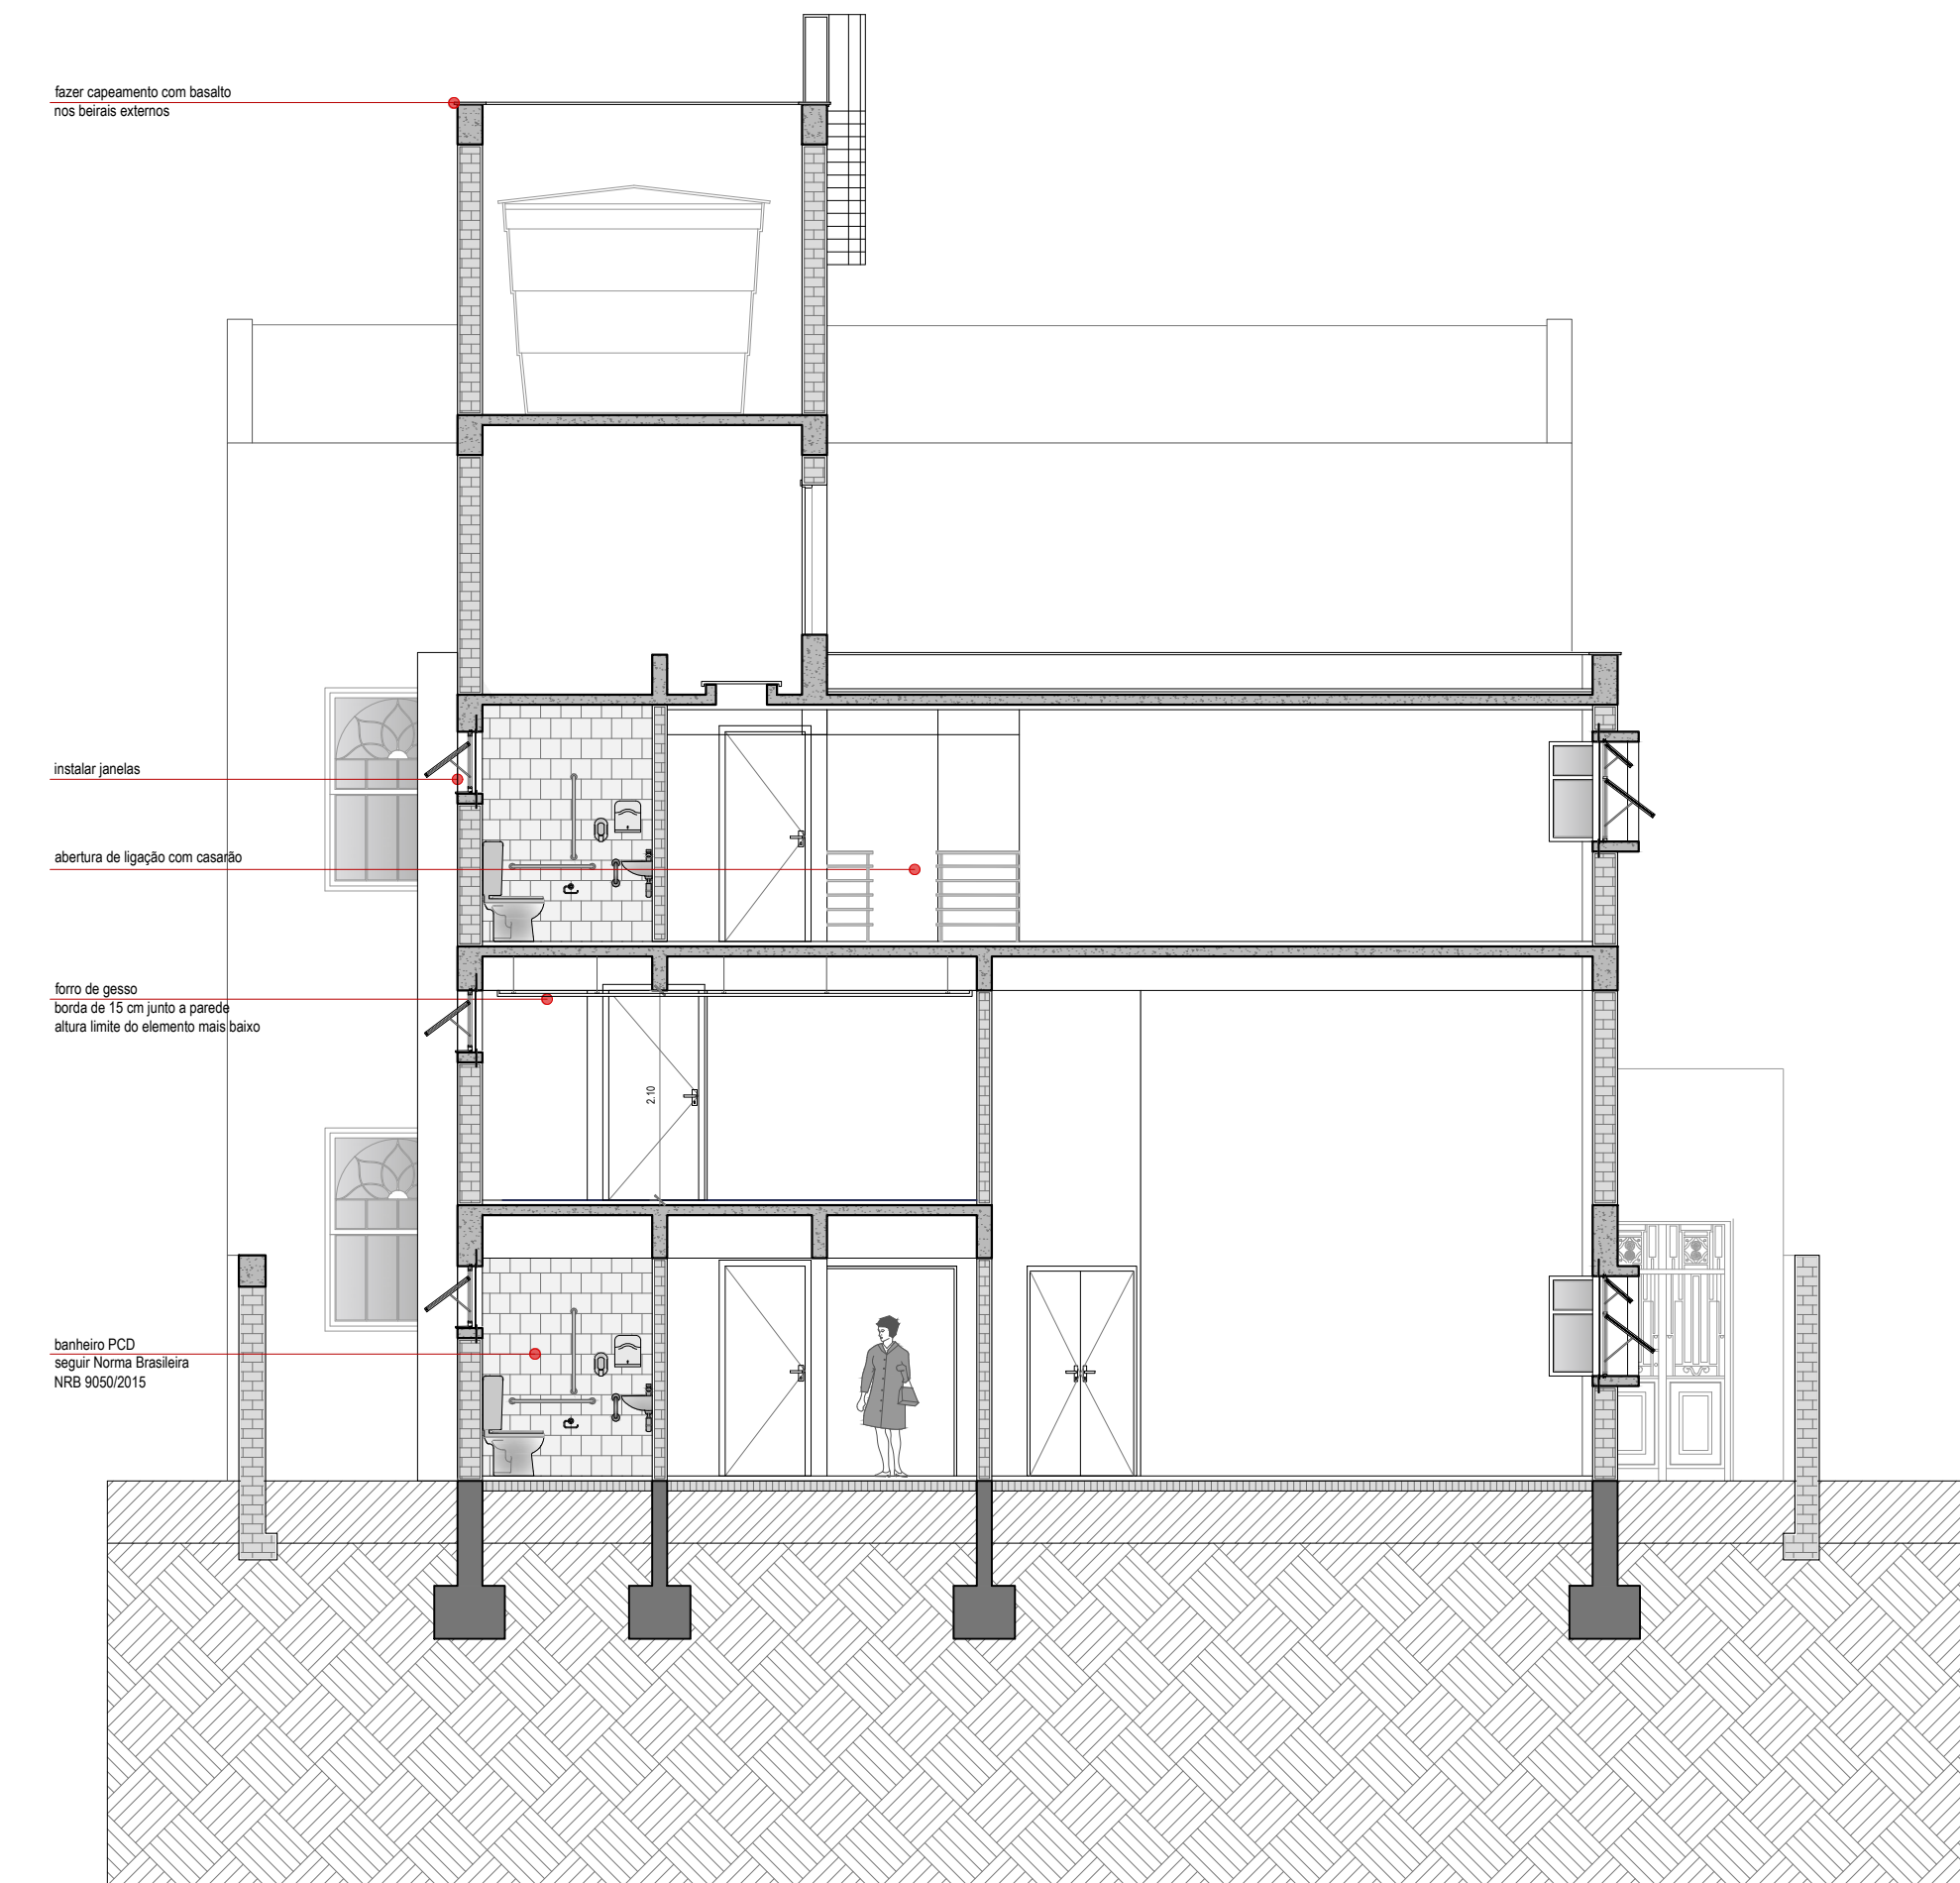 fazer capeamento com basalto
nos beirais externos
instalar janelas
abertura de ligação com casarão
forro de gesso
borda de 15 cm junto a parede
altura limite do elemento mais baixo
2.10
banheiro PCD
seguir Norma Brasileira
NRB 9050/2015